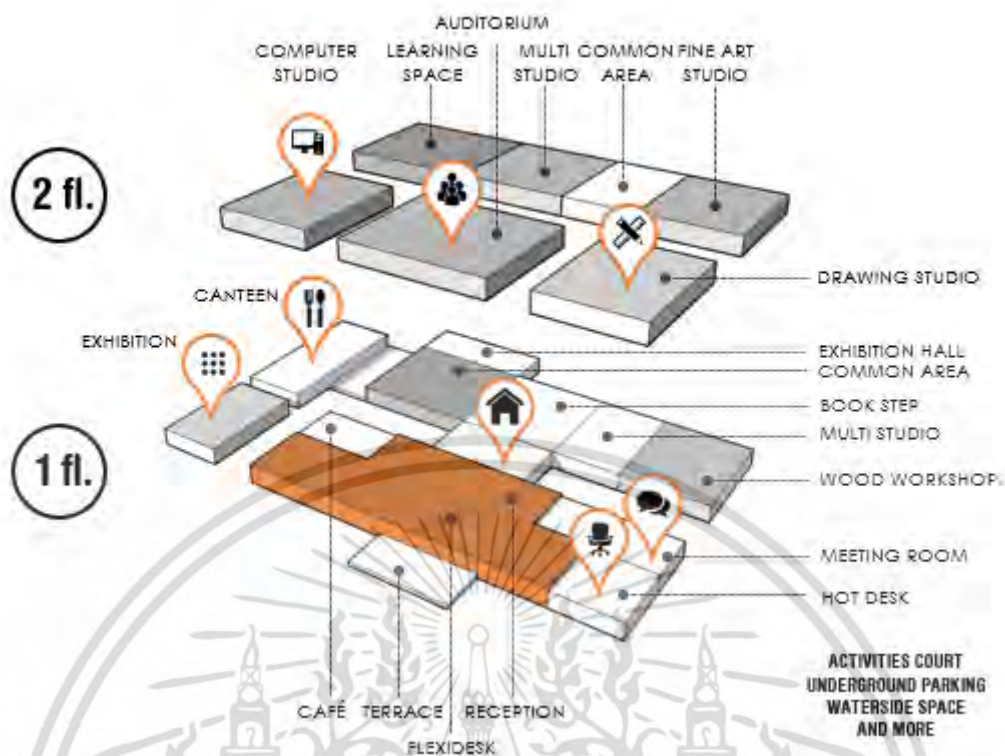 AUDITORIUM
COMPUTER
STUDIO
LEARNING
SPACE
MULTI
STUDIO
COMMON
AREA
FINE ART
STUDIO
2 fl.
DRAWING STUDIO
CANTEEN
EXHIBITION
EXHIBITION HALL
COMMON AREA
BOOK STEP
MULTI STUDIO
1 fl.
WOOD WORKSHOP
MEETING ROOM
HOT DESK
ACTIVITIES COURT
UNDERGROUND PARKING
WATERSIDE SPACE
AND MORE
CAFÉ
TERRACE
RECEPTION
FLEXIDESK